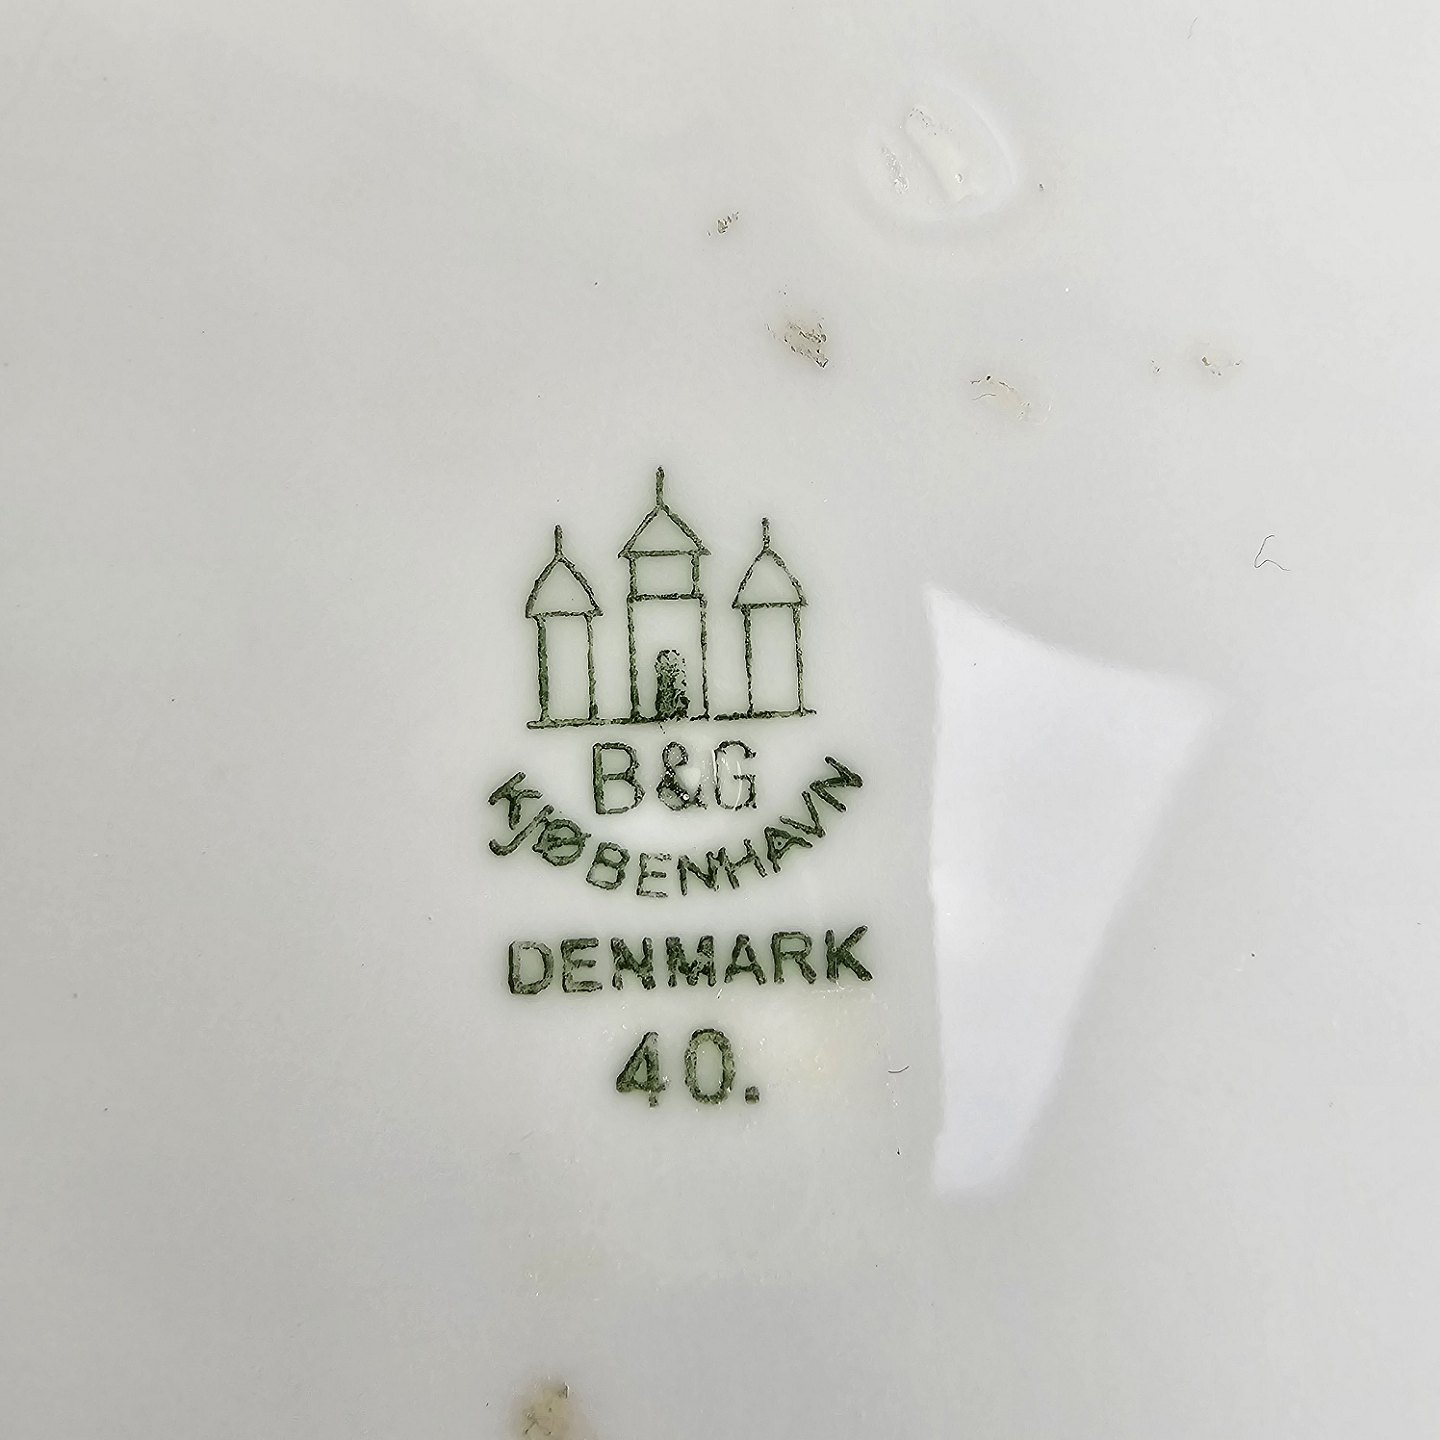 B&G
KJØBENHAVN
DENMARK
40.